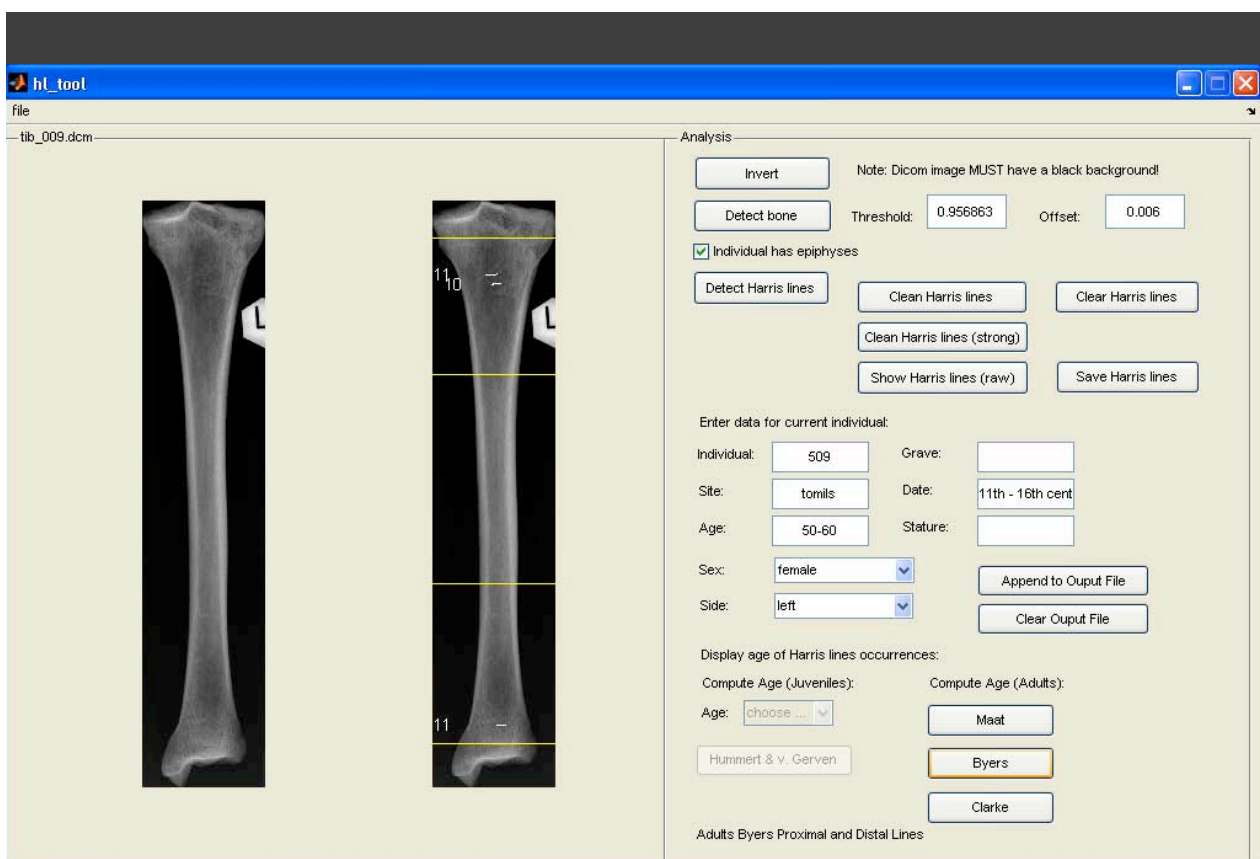 hl_tool
file
tib_009.dcm
L
11
10
L
11
Analysis
Invert
Note: Dicom image MUST have a black background!
Detect bone
Threshold:
0.956863
Offset:
0.006
Individual has epiphyses
Detect Harris lines
Clean Harris lines
Clear Harris lines
Clean Harris lines (strong)
Show Harris lines (raw)
Save Harris lines
Enter data for current individual:
Individual:
509
Grave:
Site:
tomils
Date:
11th - 16th cent
Age:
50-60
Stature:
Sex:
female
Append to Ouput File
Side:
left
Clear Ouput File
Display age of Harris lines occurrences:
Compute Age (Juveniles):
Compute Age (Adults):
Age:
choose ...
Maat
Hummert & v. Gerven
Byers
Clarke
Adults Byers Proximal and Distal Lines